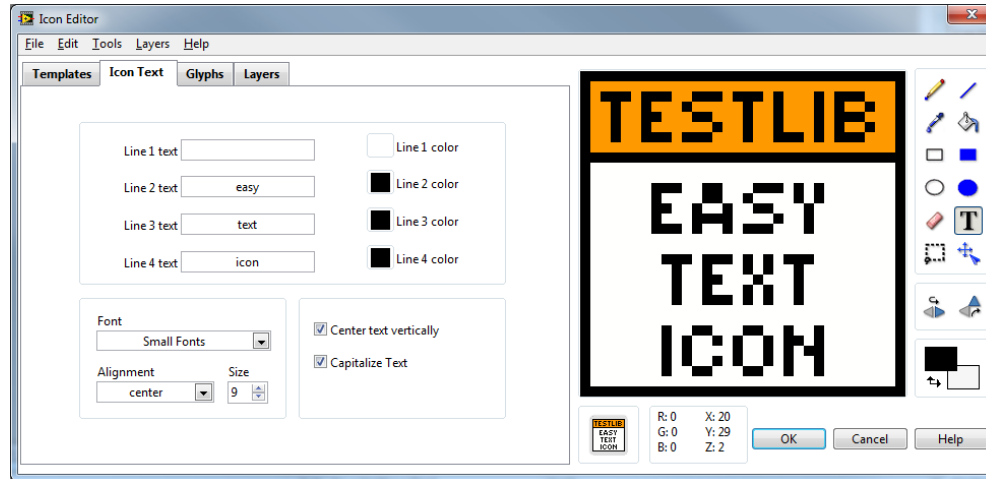 Icon Editor
File Edit Tools Layers Help
Templates Icon Text Glyphs Layers
Line 1 text
Line 1 color
Line 2 text easy
Line 2 color
Line 3 text text
Line 3 color
Line 4 text icon
Line 4 color
Font
Small Fonts
Alignment Size
center 9
Center text vertically
Capitalize Text
TESTLIB
EASY
TEXT
ICON
T
TESTLIB
EASY
TEXT
ICON
R: 0 X: 20
G: 0 Y: 29
B: 0 Z: 2
OK Cancel Help